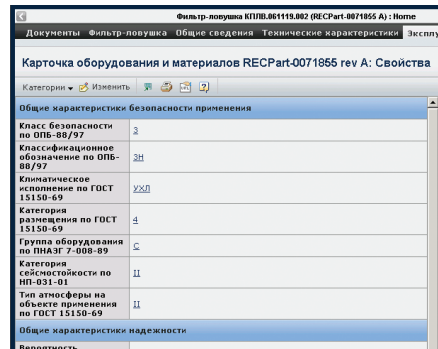 Фильтр-ловушка КПЛВ.061119.002 (RECPart-0071855 A) : Home
Документы Фильтр-ловушка Общие сведения Технические характеристики Эксплу
Карточка оборудования и материалов RECPart-0071855 rev A: Свойства
Категории Изменить
Общие характеристики безопасности применения
Класс безопасности
по ОПБ-88/97
3
Классификационное
обозначение по ОПБ-
88/97
3Н
Климатическое
исполнение по ГОСТ
15150-69
УХЛ
Категория
размещения по ГОСТ
15150-69
4
Группа оборудования
по ПНАЭГ 7-008-89
С
Категория
сейсмостойкости по
НП-031-01
II
Тип атмосферы на
объекте применения
по ГОСТ 15150-69
II
Общие характеристики надежности
Вероятность